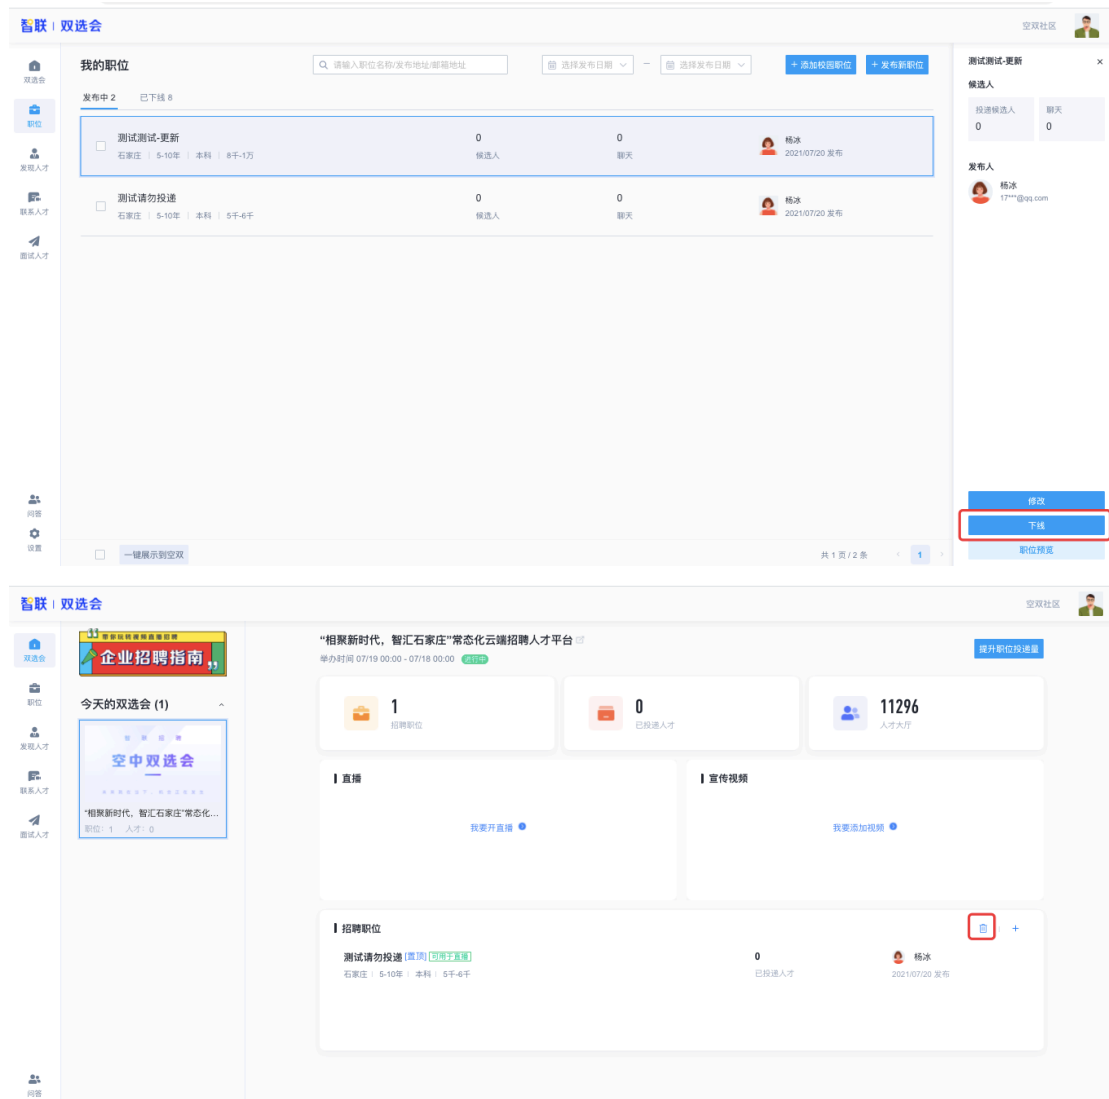 智联 | 双选会
空双社区
双选会
职位
发现人才
联系人才
面试人才
问答
设置
我的职位
请输入职位名称/发布地址/邮箱地址
选择发布日期
–
选择发布日期
+ 添加校园职位
+ 发布新职位
发布中 2
已下线 8
测试测试-更新
石家庄 | 5-10年 | 本科 | 8千-1万
0
候选人
0
聊天
杨冰
2021/07/20 发布
测试请勿投递
石家庄 | 5-10年 | 本科 | 5千-6千
0
候选人
0
聊天
杨冰
2021/07/20 发布
一键展示到空双
共 1 页 / 2 条
1
测试测试-更新
×
候选人
投递候选人
0
聊天
0
发布人
杨冰
17***@qq.com
修改
下线
职位预览
智联 | 双选会
空双社区
双选会
职位
发现人才
联系人才
面试人才
问答
带你玩转视频直播招聘
企业招聘指南
今天的双选会 (1)
空中双选会
“相聚新时代，智汇石家庄”常态化...
职位：1 人才：0
“相聚新时代，智汇石家庄”常态化云端招聘人才平台
举办时间 07/19 00:00 - 07/18 00:00 进行中
提升职位投递量
1
招聘职位
0
已投递人才
11296
人才大厅
直播
我要开直播
宣传视频
我要添加视频
招聘职位
+
测试请勿投递 [置顶] 可用于直播
石家庄 | 5-10年 | 本科 | 5千-6千
0
已投递人才
杨冰
2021/07/20 发布